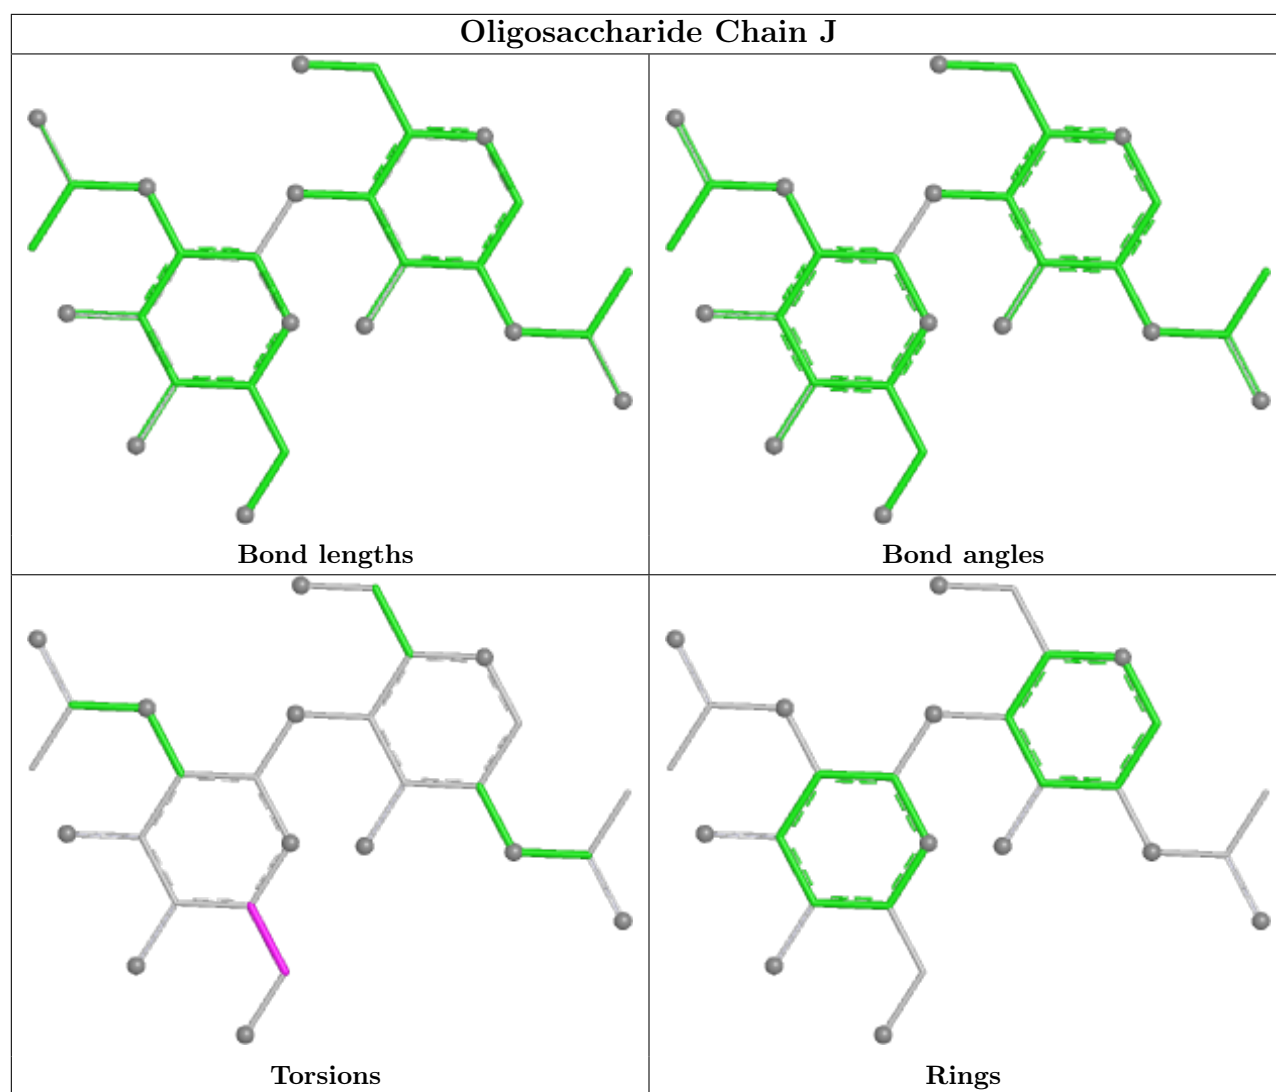 Oligosaccharide Chain J
Bond lengths
Bond angles
Torsions
Rings